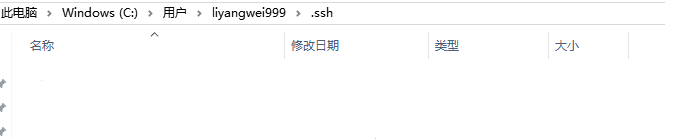 此电脑 > Windows (C:) > 用户 > liyangwei999 > .ssh
名称 修改日期 类型 大小